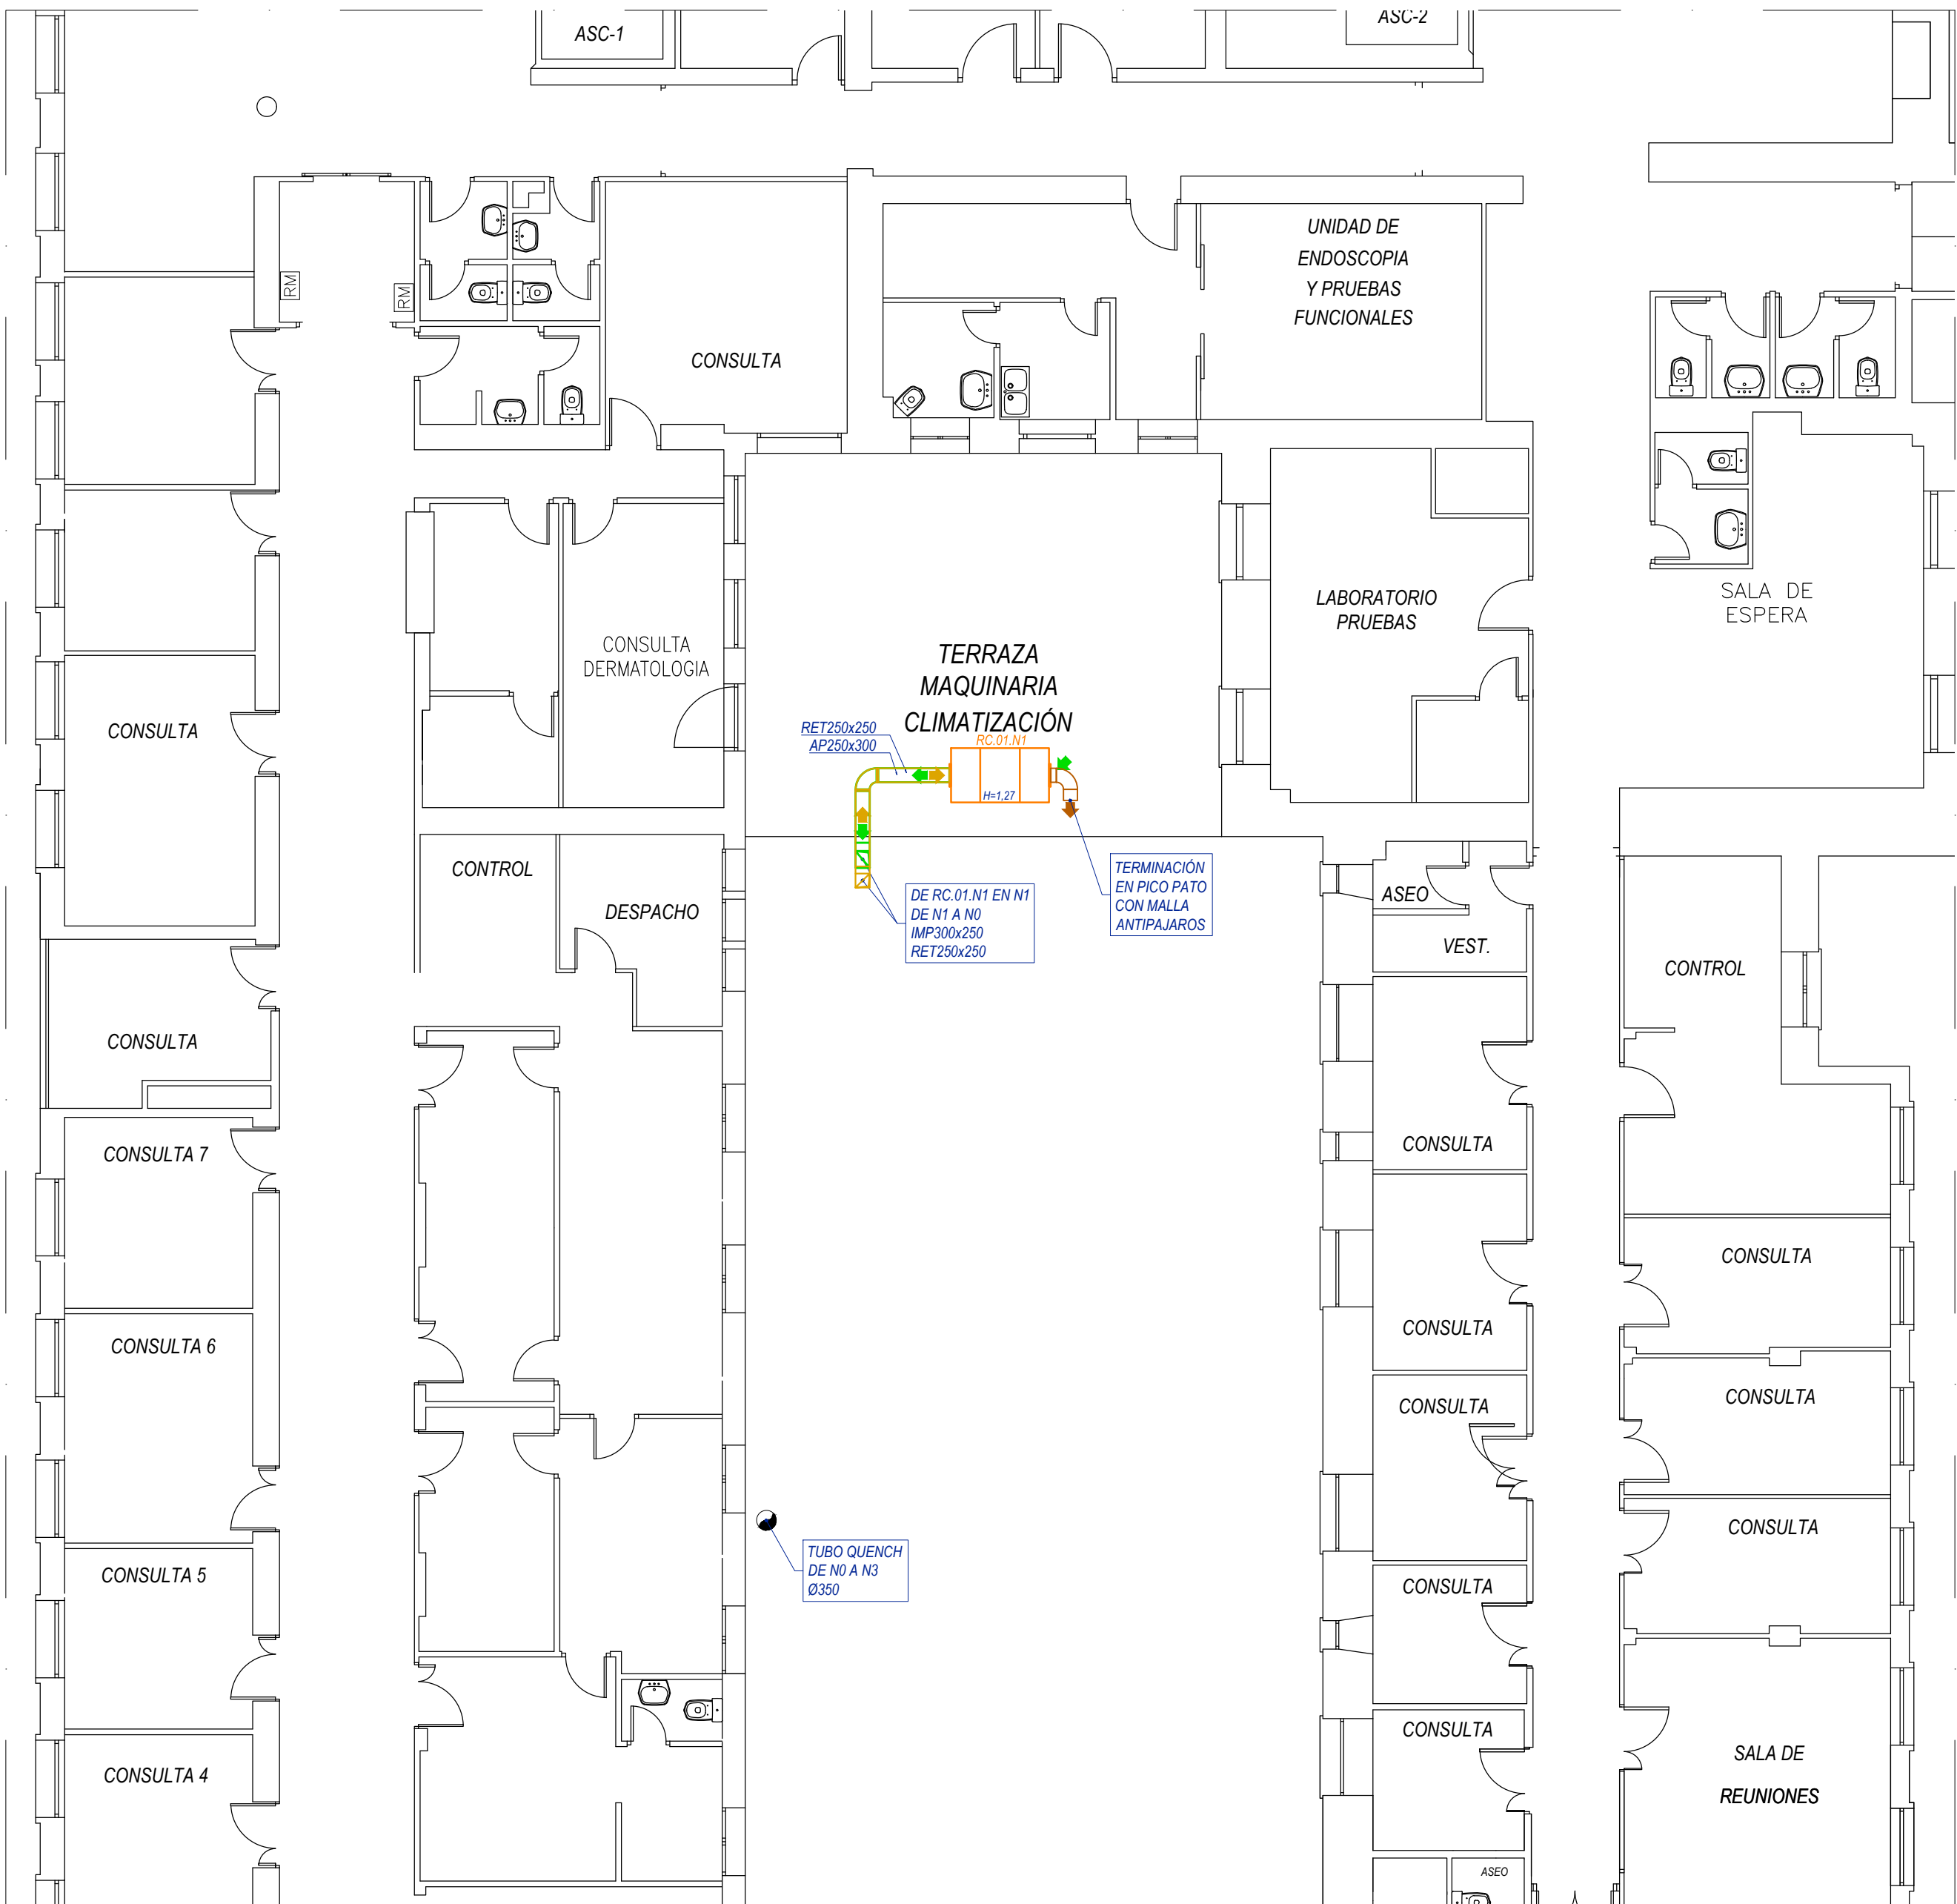 ASC-1
ASC-2
UNIDAD DE
ENDOSCOPIA
Y PRUEBAS
FUNCIONALES
RM
RM
CONSULTA
LABORATORIO
PRUEBAS
SALA DE
ESPERA
CONSULTA
DERMATOLOGIA
TERRAZA
MAQUINARIA
CLIMATIZACIÓN
CONSULTA
RET250x250
AP250x300
RC.01.N1
H=1,27
CONTROL
DESPACHO
DE RC.01.N1 EN N1
DE N1 A N0
IMP300x250
RET250x250
TERMINACIÓN
EN PICO PATO
CON MALLA
ANTIPAJAROS
ASEO
VEST.
CONTROL
CONSULTA
CONSULTA 7
CONSULTA
CONSULTA
CONSULTA 6
CONSULTA
CONSULTA
CONSULTA
CONSULTA 5
TUBO QUENCH
DE N0 A N3
Ø350
CONSULTA
CONSULTA
CONSULTA 4
CONSULTA
SALA DE
REUNIONES
ASEO